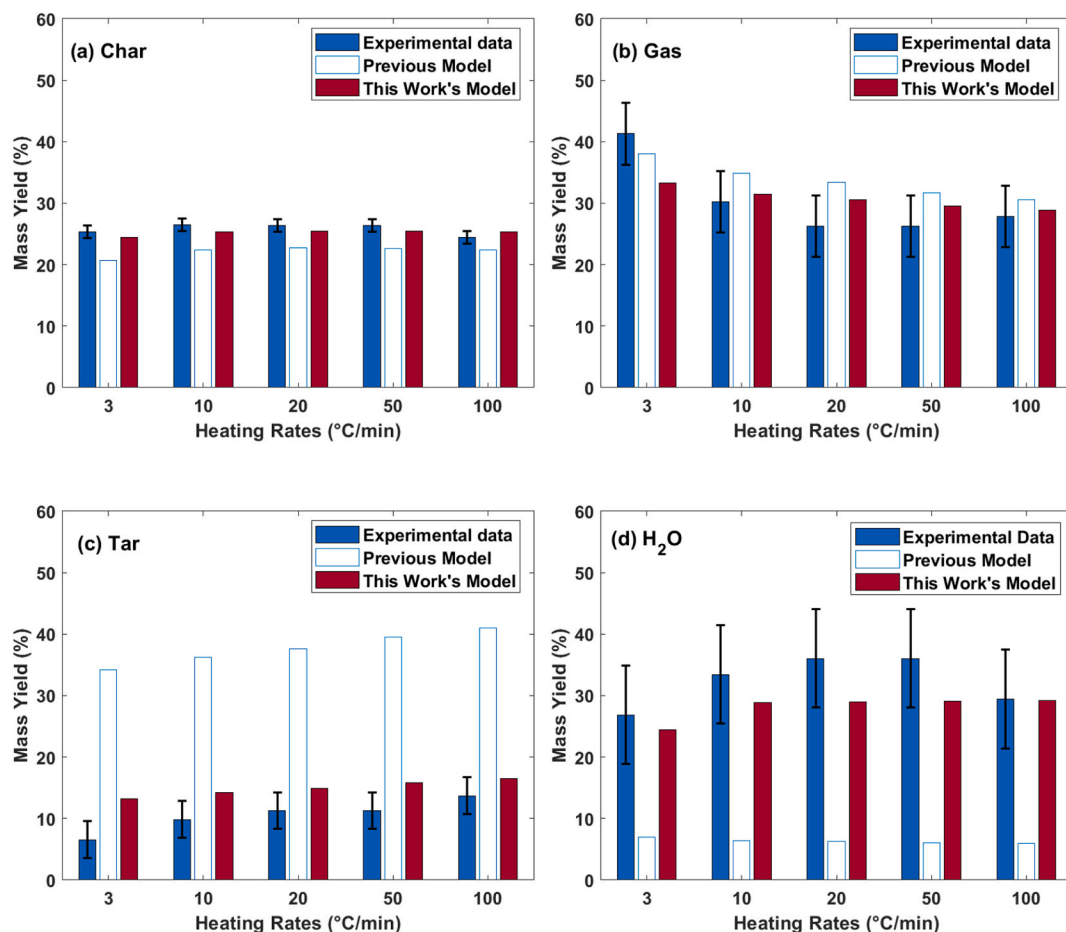 (a) Char
Experimental data
Previous Model
This Work's Model
Mass Yield (%)
60
50
40
30
20
10
0
3 10 20 50 100
Heating Rates (°C/min)
(b) Gas
Experimental data
Previous Model
This Work's Model
Mass Yield (%)
60
50
40
30
20
10
0
3 10 20 50 100
Heating Rates (°C/min)
(c) Tar
Experimental data
Previous Model
This Work's Model
Mass Yield (%)
60
50
40
30
20
10
0
3 10 20 50 100
Heating Rates (°C/min)
(d) H₂O
Experimental Data
Previous Model
This Work's Model
Mass Yield (%)
60
50
40
30
20
10
0
3 10 20 50 100
Heating Rates (°C/min)